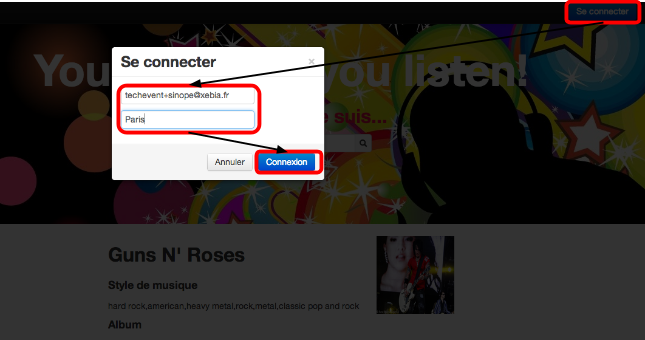 Se connecter
You you listen!
Se connecter ×
techevent+sinope@xebia.fr
e suis...
Paris
Annuler Connexion
Guns N' Roses
Style de musique
hard rock,american,heavy metal,rock,metal,classic pop and rock
Album